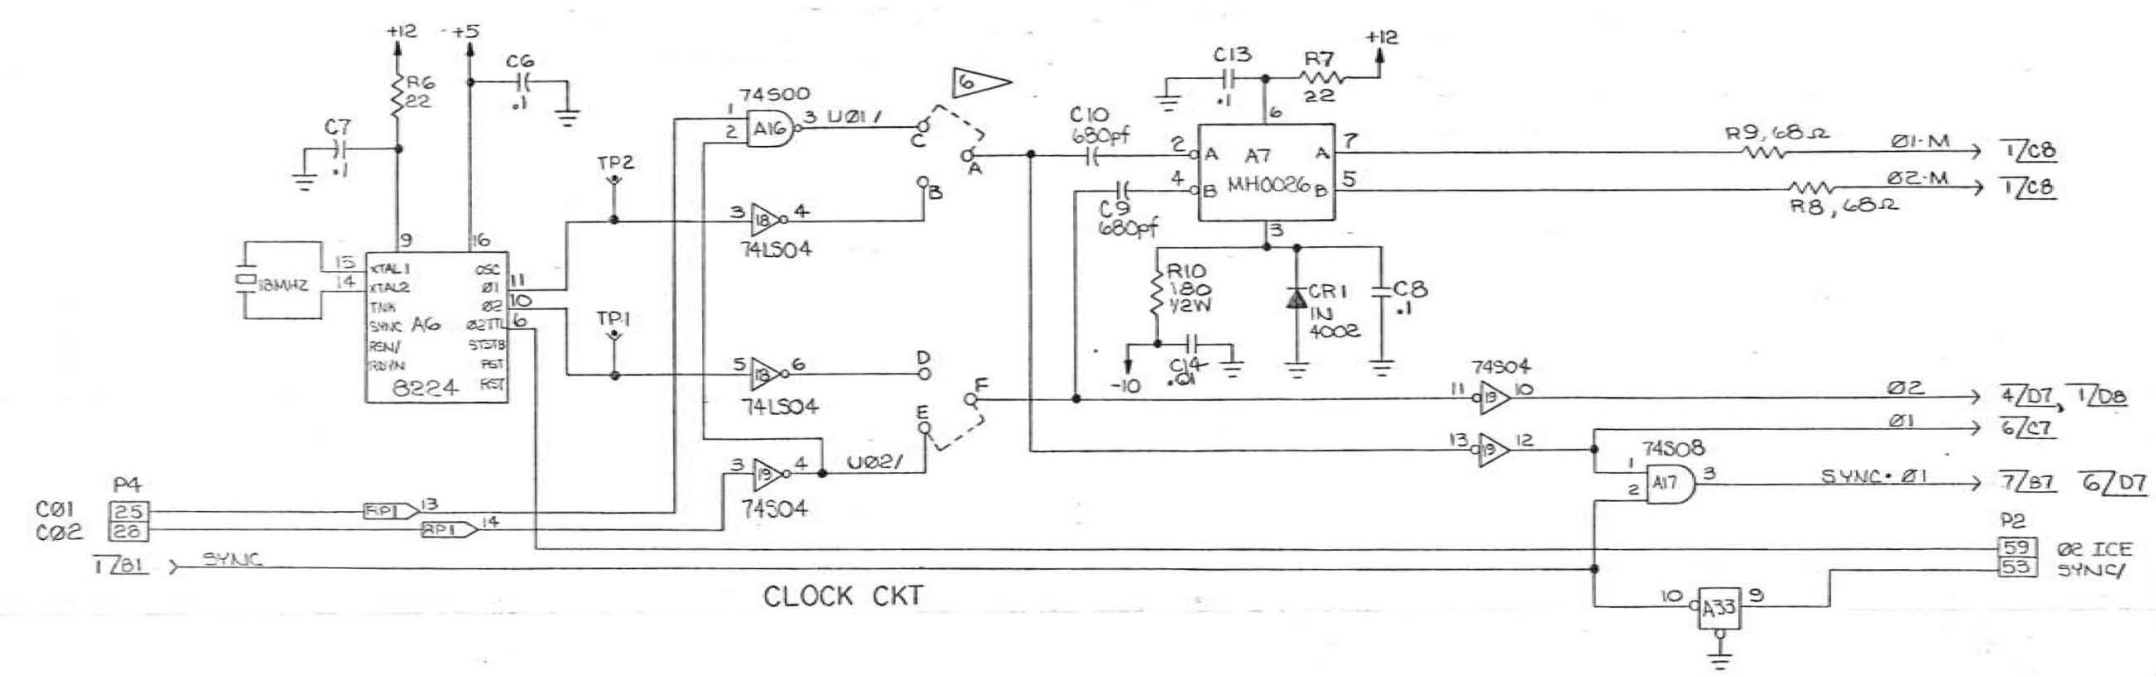 +12
+5
C6
.1
R6
22
C7
.1
9
16
15
14
18MHZ
XTAL1
XTAL2
TNK
SYNC
RSN/
RDYIN
A6
8224
OSC
Ø1
Ø2
Ø2TTL
STSTB
RST
11
10
6
TP2
TP1
74S00
1
2
A16
3
UØ1/
C
6
A
B
3
18
4
74LS04
5
18
6
74LS04
D
F
E
3
19
4
UØ2/
74S04
C13
.1
R7
22
+12
6
C10
680pf
2
A
A7
A
7
4
B
MH0026
B
5
C9
680pf
3
R9, 68Ω
Ø1-M
1/C8
Ø2-M
1/C8
R8, 68Ω
R10
180
1/2W
CR1
IN
4002
C8
.1
-10
C14
.01
74S04
11
19
10
Ø2
4/D7, 1/D8
13
19
12
Ø1
6/C7
74S08
1
2
A17
3
SYNC·Ø1
7/B7 6/D7
P4
CØ1
25
RP1
13
CØ2
28
RP1
14
1/B1
SYNC
P2
59
Ø2 ICE
53
SYNC/
10
A33
9
CLOCK CKT